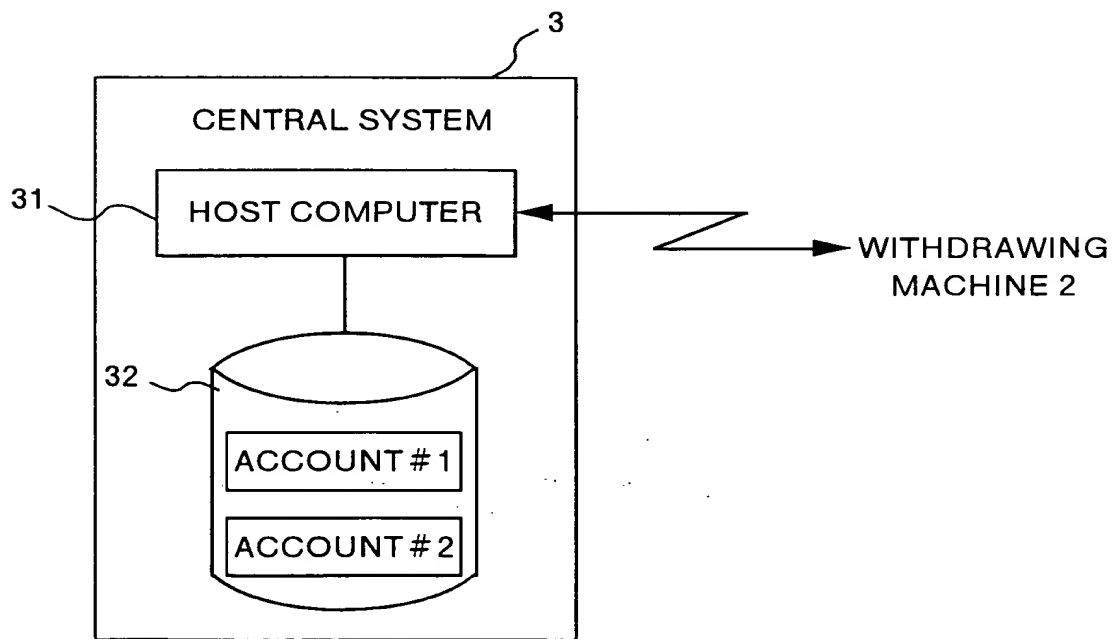 3
CENTRAL SYSTEM
31
HOST COMPUTER
WITHDRAWING
MACHINE 2
32
ACCOUNT #1
ACCOUNT #2